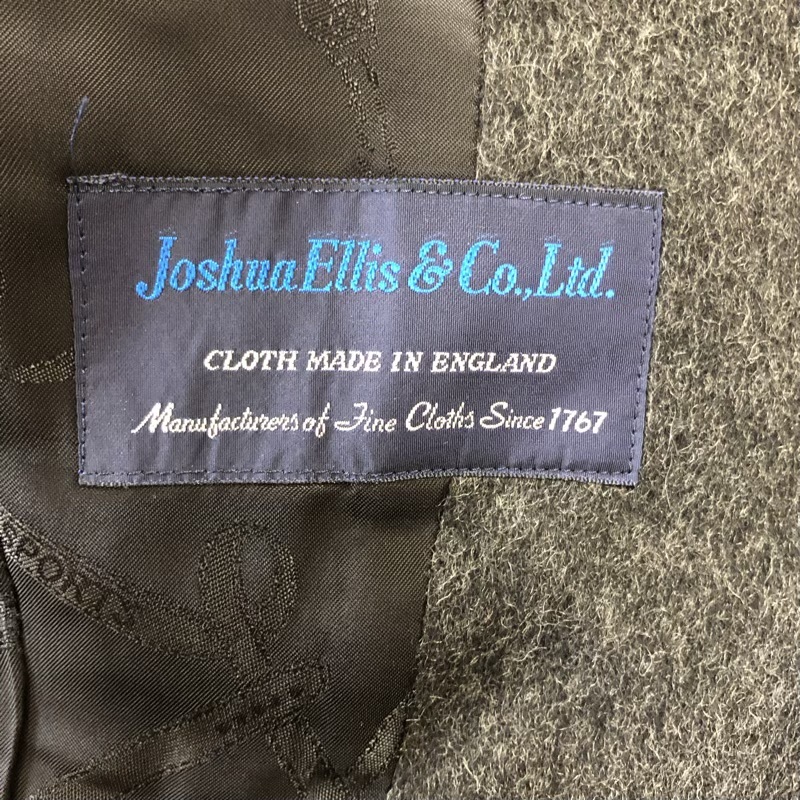 Joshua Ellis & Co., Ltd.
CLOTH MADE IN ENGLAND
Manufacturers of Fine Cloths Since 1767